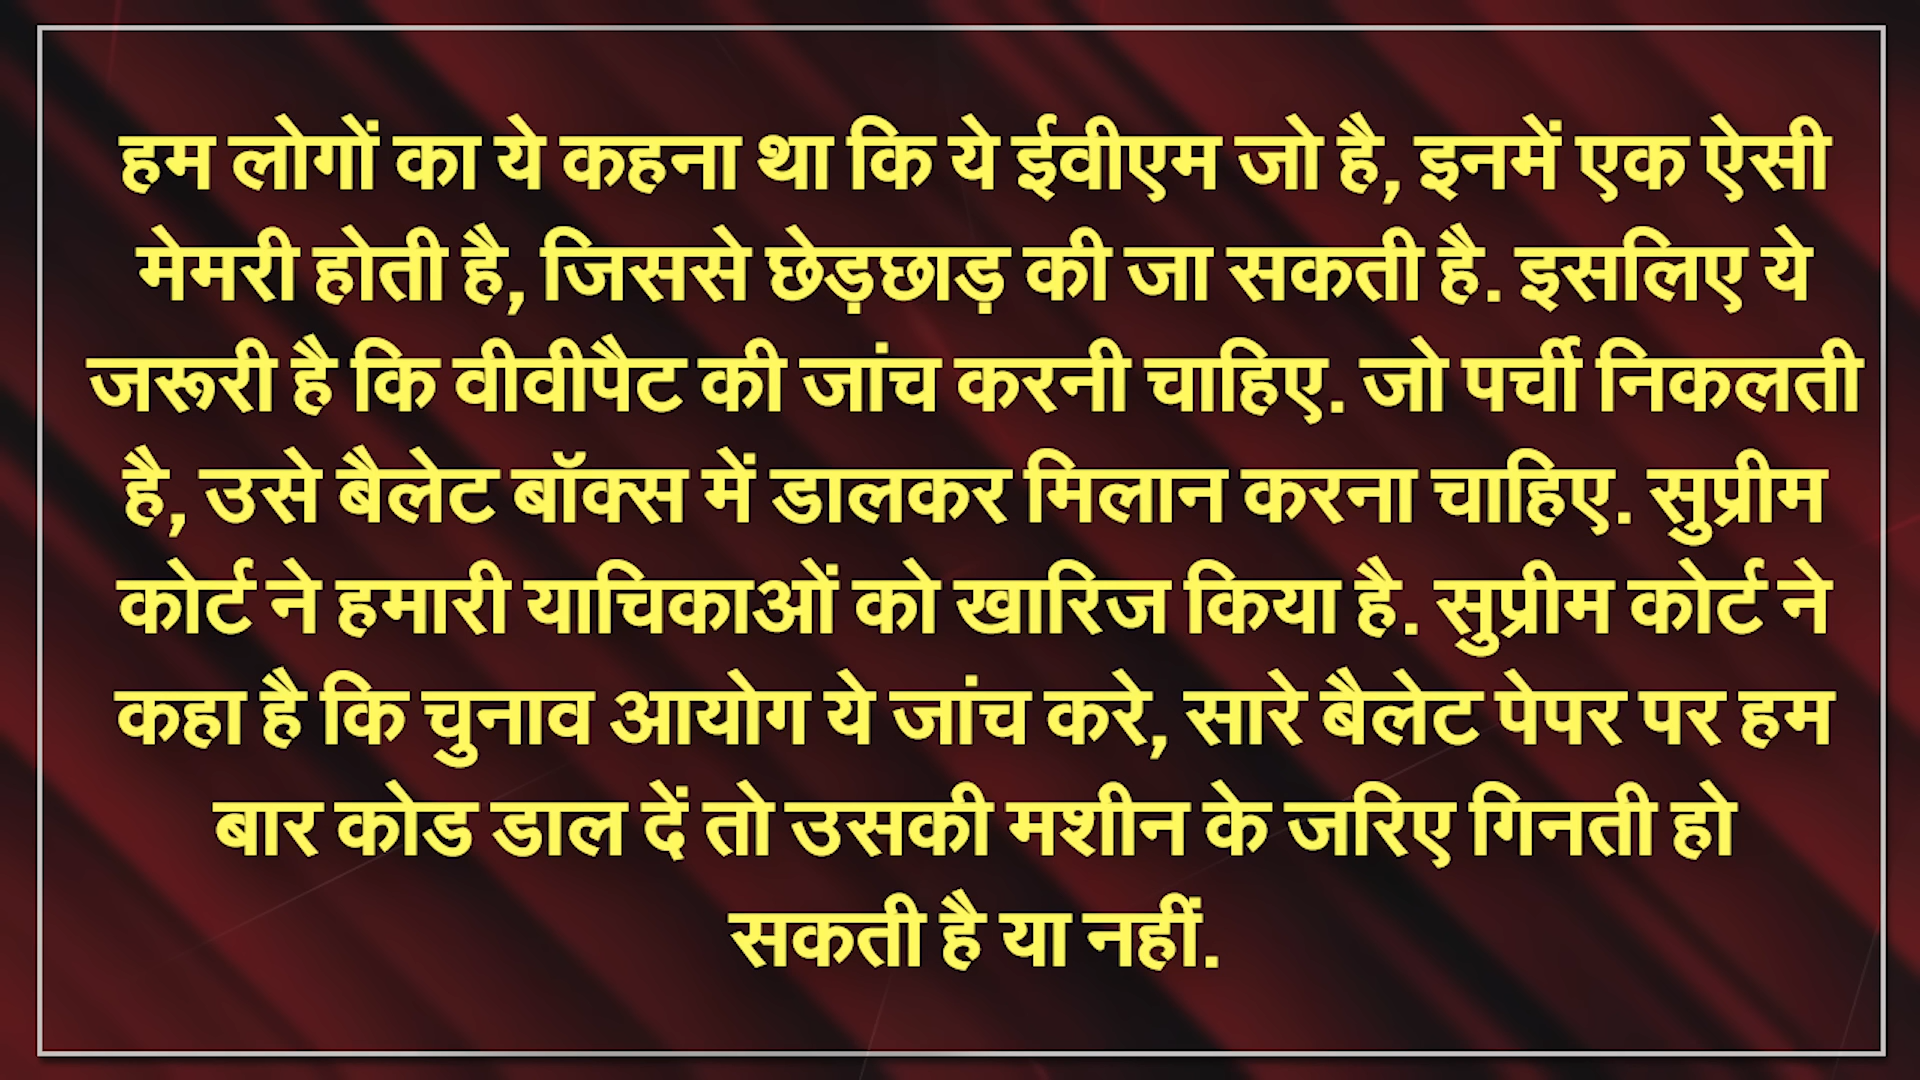 हम लोगों का ये कहना था कि ये ईवीएम जो है, इनमें एक ऐसी
मेमरी होती है, जिससे छेड़छाड़ की जा सकती है. इसलिए ये
जरूरी है कि वीवीपैट की जांच करनी चाहिए. जो पर्ची निकलती
है, उसे बैलेट बॉक्स में डालकर मिलान करना चाहिए. सुप्रीम
कोर्ट ने हमारी याचिकाओं को खारिज किया है. सुप्रीम कोर्ट ने
कहा है कि चुनाव आयोग ये जांच करे, सारे बैलेट पेपर पर हम
बार कोड डाल दें तो उसकी मशीन के जरिए गिनती हो
सकती है या नहीं.